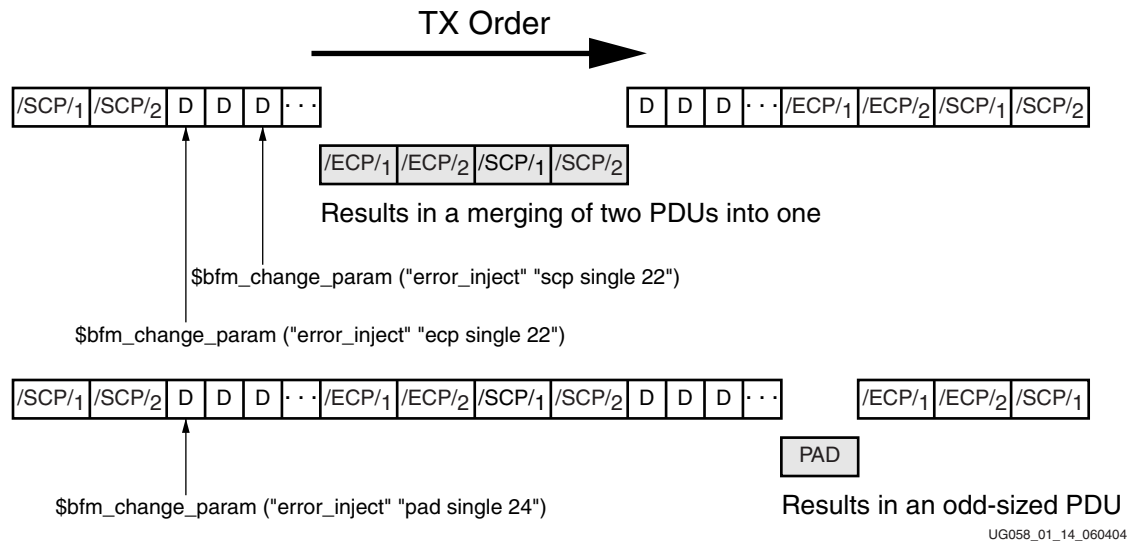 TX Order
/SCP/1 /SCP/2 D D D ··· D D D ··· /ECP/1 /ECP/2 /SCP/1 /SCP/2
/ECP/1 /ECP/2 /SCP/1 /SCP/2
Results in a merging of two PDUs into one
$bfm_change_param ("error_inject" "scp single 22")
$bfm_change_param ("error_inject" "ecp single 22")
/SCP/1 /SCP/2 D D D ··· /ECP/1 /ECP/2 /SCP/1 /SCP/2 D D D ··· /ECP/1 /ECP/2 /SCP/1
PAD
$bfm_change_param ("error_inject" "pad single 24")
Results in an odd-sized PDU
UG058_01_14_060404